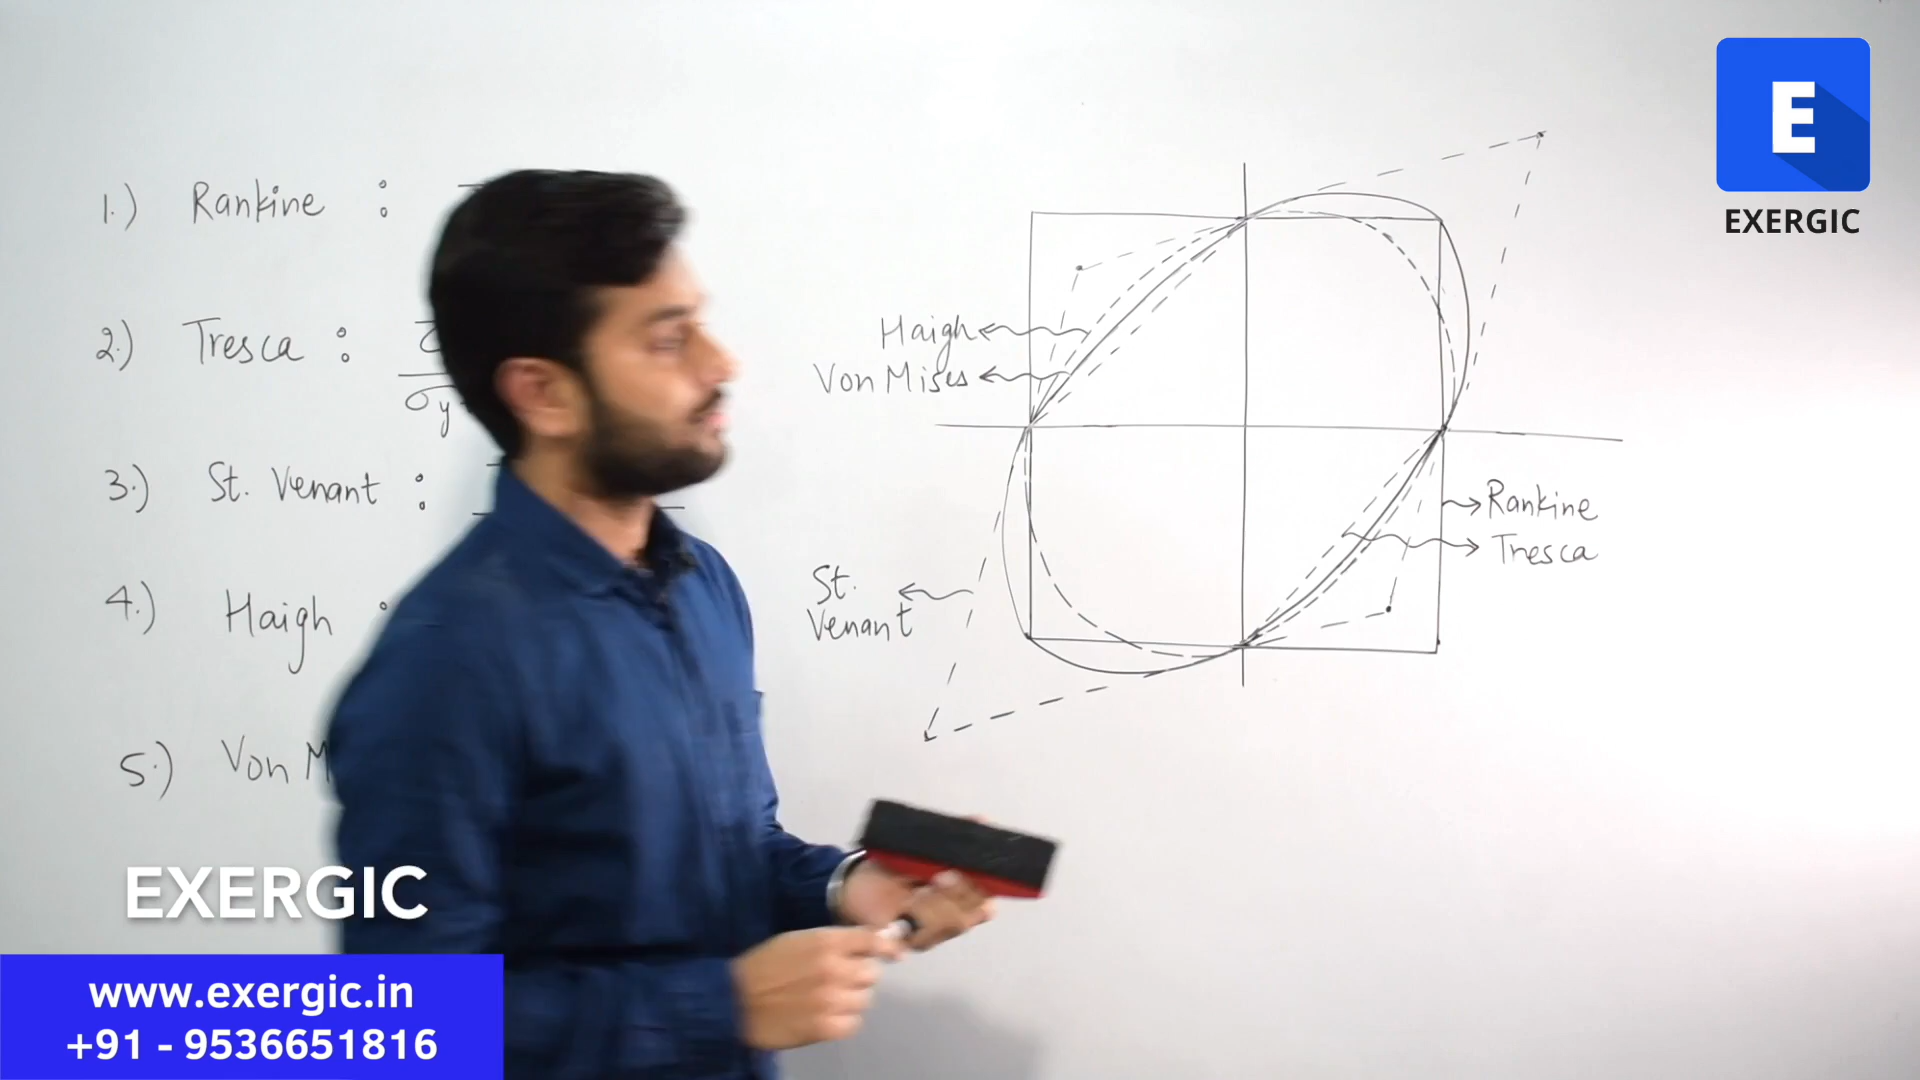 E
EXERGIC
1.) Rankine :
2.) Tresca :
σy
3.) St. Venant :
4.) Haigh :
5.) Von M
Haigh
Von Mises
St.
Venant
Rankine
Tresca
EXERGIC
www.exergic.in
+91 - 9536651816